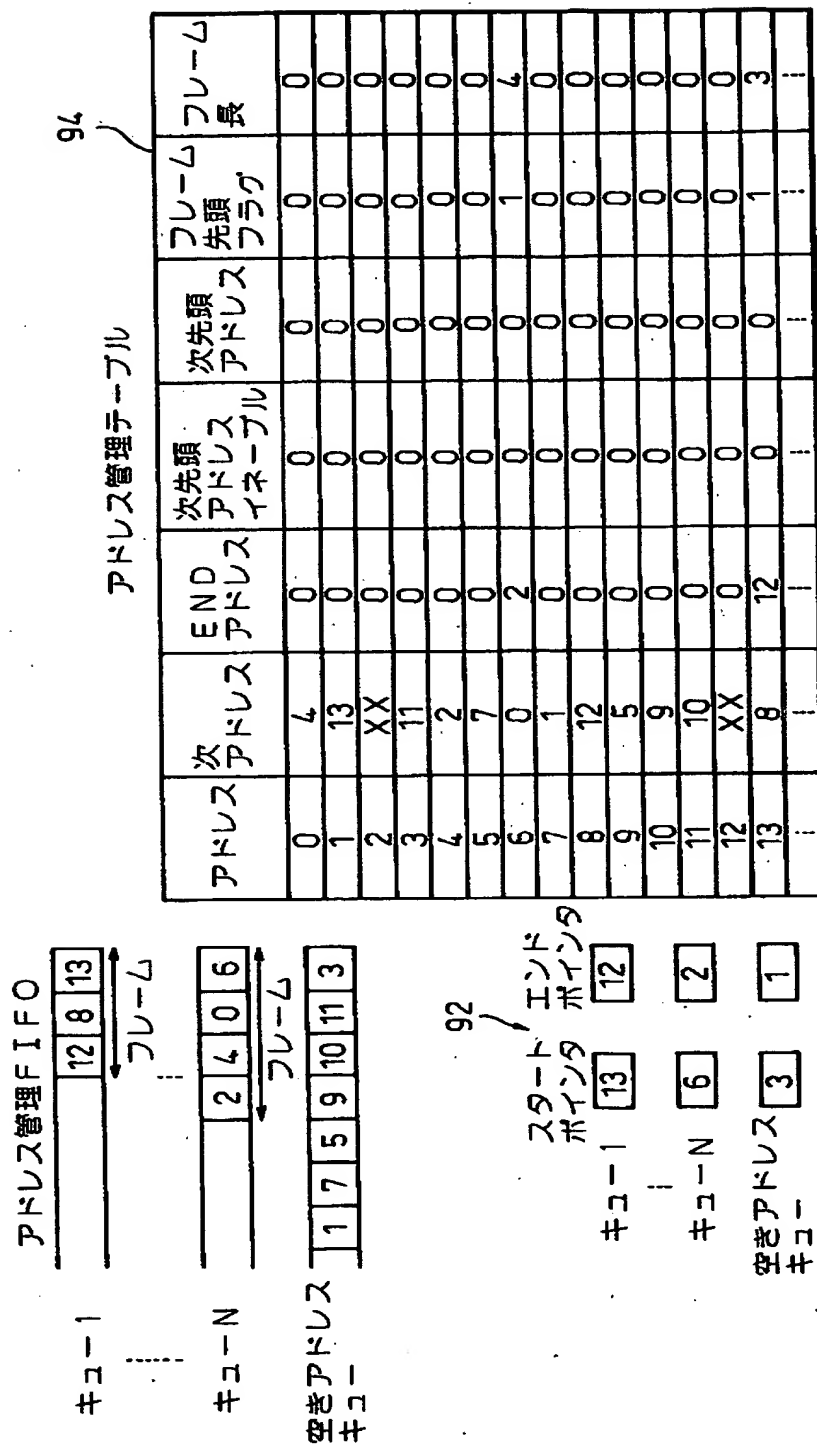 アドレス管理FIFO
キュー1
12 8 13
フレーム
キューN
2 4 0 6
フレーム
空きアドレス
キュー
1 7 5 9 10 11 3
92
スタート
ポインタ
エンド
ポインタ
キュー1 13 12
キューN 6 2
空きアドレス
キュー
3 1
アドレス管理テーブル
94
アドレス 次アドレス ENDアドレス 次先頭アドレスイネーブル 次先頭アドレス フレーム先頭フラグ フレーム長
0 4 0 0 0 0 0
1 13 0 0 0 0 0
2 XX 0 0 0 0 0
3 11 0 0 0 0 0
4 2 0 0 0 0 0
5 7 0 0 0 0 0
6 0 2 0 0 1 4
7 1 0 0 0 0 0
8 12 0 0 0 0 0
9 5 0 0 0 0 0
10 9 0 0 0 0 0
11 10 0 0 0 0 0
12 XX 0 0 0 0 0
13 8 12 0 0 1 3